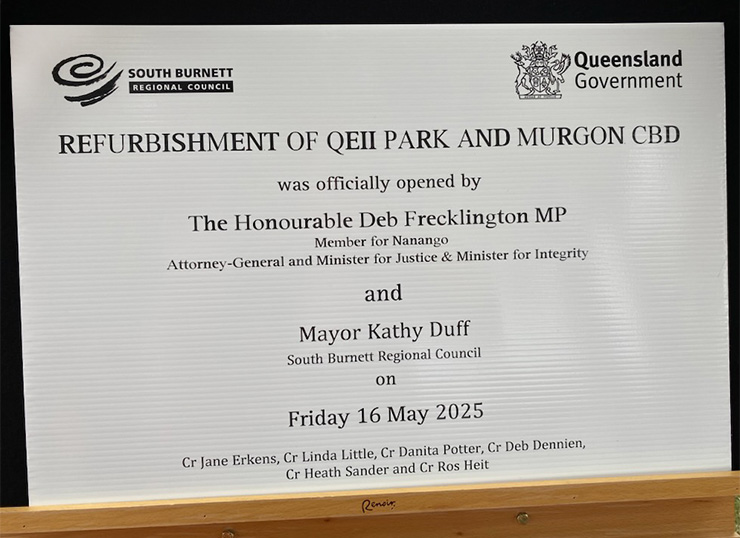 SOUTH BURNETT
REGIONAL COUNCIL
Queensland
Government
REFURBISHMENT OF QEII PARK AND MURGON CBD
was officially opened by
The Honourable Deb Frecklington MP
Member for Nanango
Attorney-General and Minister for Justice & Minister for Integrity
and
Mayor Kathy Duff
South Burnett Regional Council
on
Friday 16 May 2025
Cr Jane Erkens, Cr Linda Little, Cr Danita Potter, Cr Deb Dennien,
Cr Heath Sander and Cr Ros Heit
Renoir